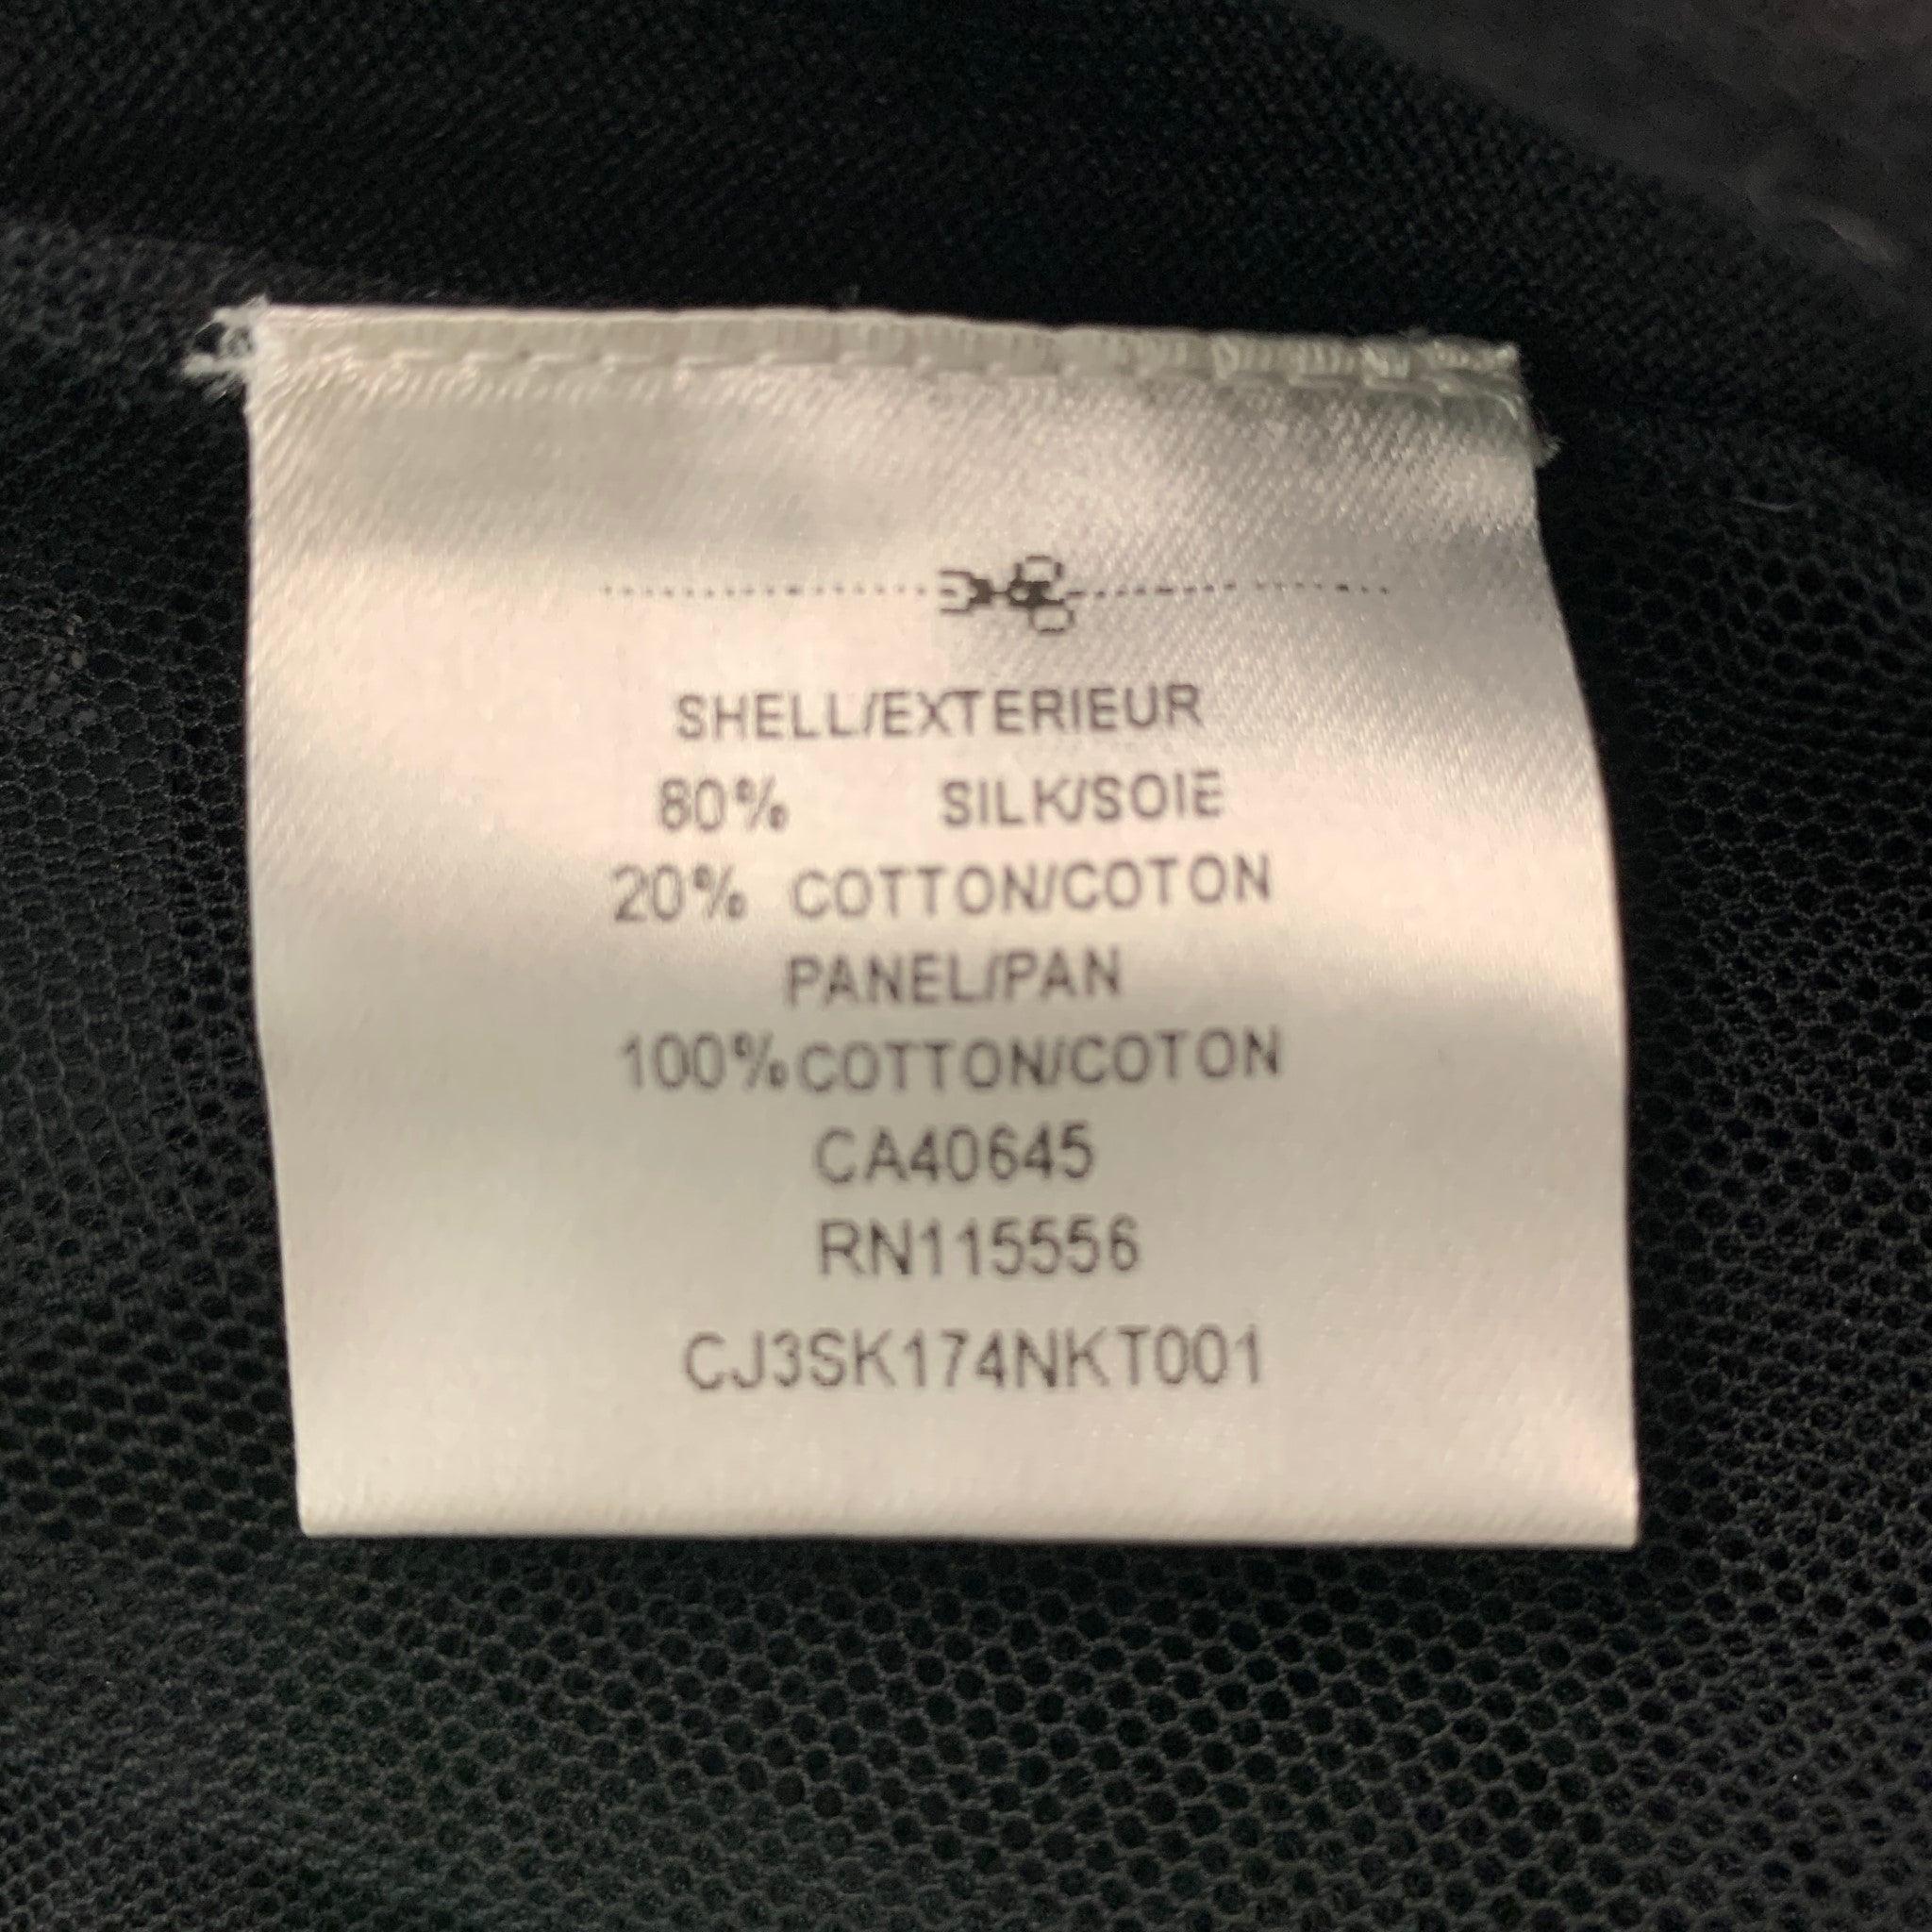 SHELL/EXTERIEUR
80% SILK/SOIE
20% COTTON/COTON
PANEL/PAN
100%COTTON/COTON
CA40645
RN115556
CJ3SK174NKT001